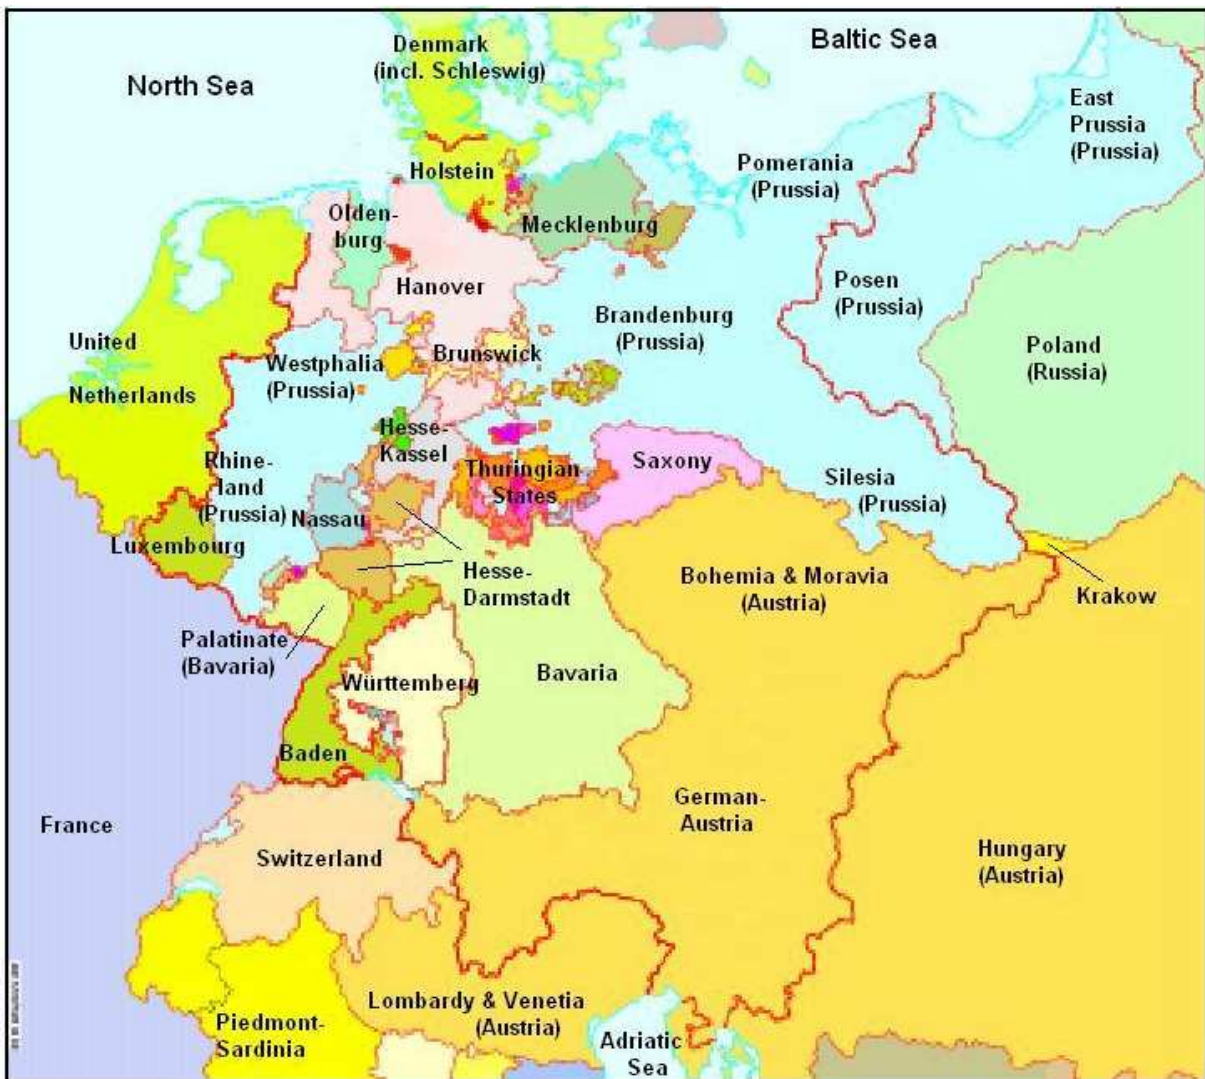 Denmark
(incl. Schleswig)
Baltic Sea
North Sea
East
Prussia
(Prussia)
Holstein
Pomerania
(Prussia)
Olden-
burg
Mecklenburg
Hanover
Posen
(Prussia)
Brandenburg
(Prussia)
United
Netherlands
Westphalia
(Prussia)
Brunswick
Poland
(Russia)
Hesse-
Kassel
Rhine-
land
(Prussia)
Thuringian
States
Saxony
Silesia
(Prussia)
Nassau
Luxembourg
Hesse-
Darmstadt
Bohemia & Moravia
(Austria)
Krakow
Palatinate
(Bavaria)
Württemberg
Bavaria
Baden
German-
Austria
France
Switzerland
Hungary
(Austria)
Lombardy & Venetia
(Austria)
Piedmont-
Sardinia
Adriatic
Sea